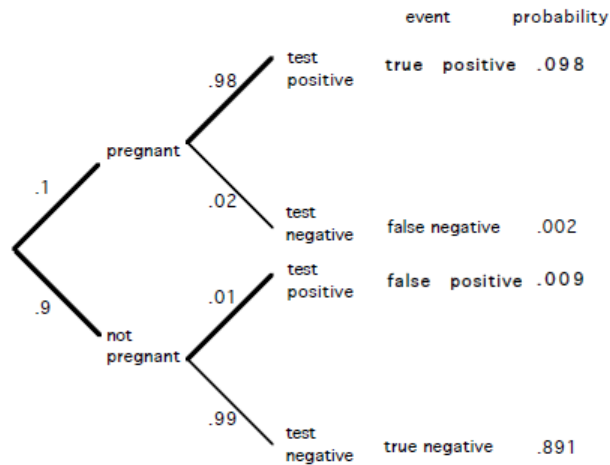 event probability
test
positive true positive .098
.98
pregnant
.1
.02
test
negative false negative .002
test
positive false positive .009
.01
.9
not
pregnant
.99
test
negative true negative .891